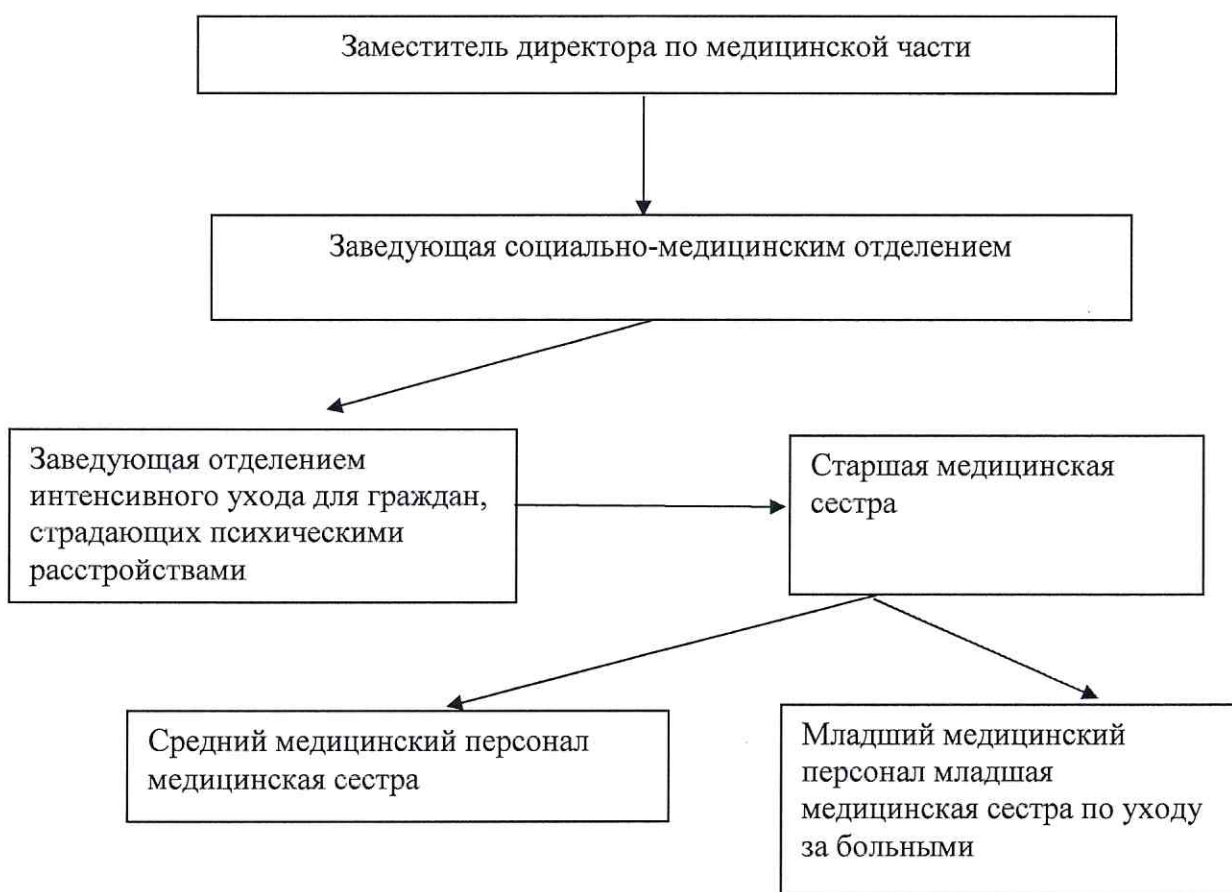 Заместитель директора по медицинской части
Заведующая социально-медицинским отделением
Заведующая отделением
интенсивного ухода для граждан,
страдающих психическими
расстройствами
Старшая медицинская
сестра
Средний медицинский персонал
медицинская сестра
Младший медицинский
персонал младшая
медицинская сестра по уходу
за больными